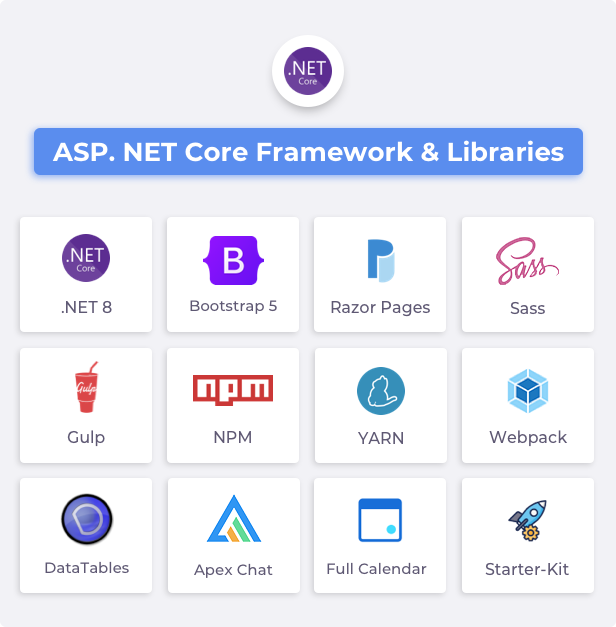 .NET
Core
ASP. NET Core Framework & Libraries
.NET
Core
.NET 8
B
Bootstrap 5
Razor Pages
Sass
Sass
Gulp
Gulp
npm
NPM
YARN
Webpack
DataTables
Apex Chat
Full Calendar
Starter-Kit